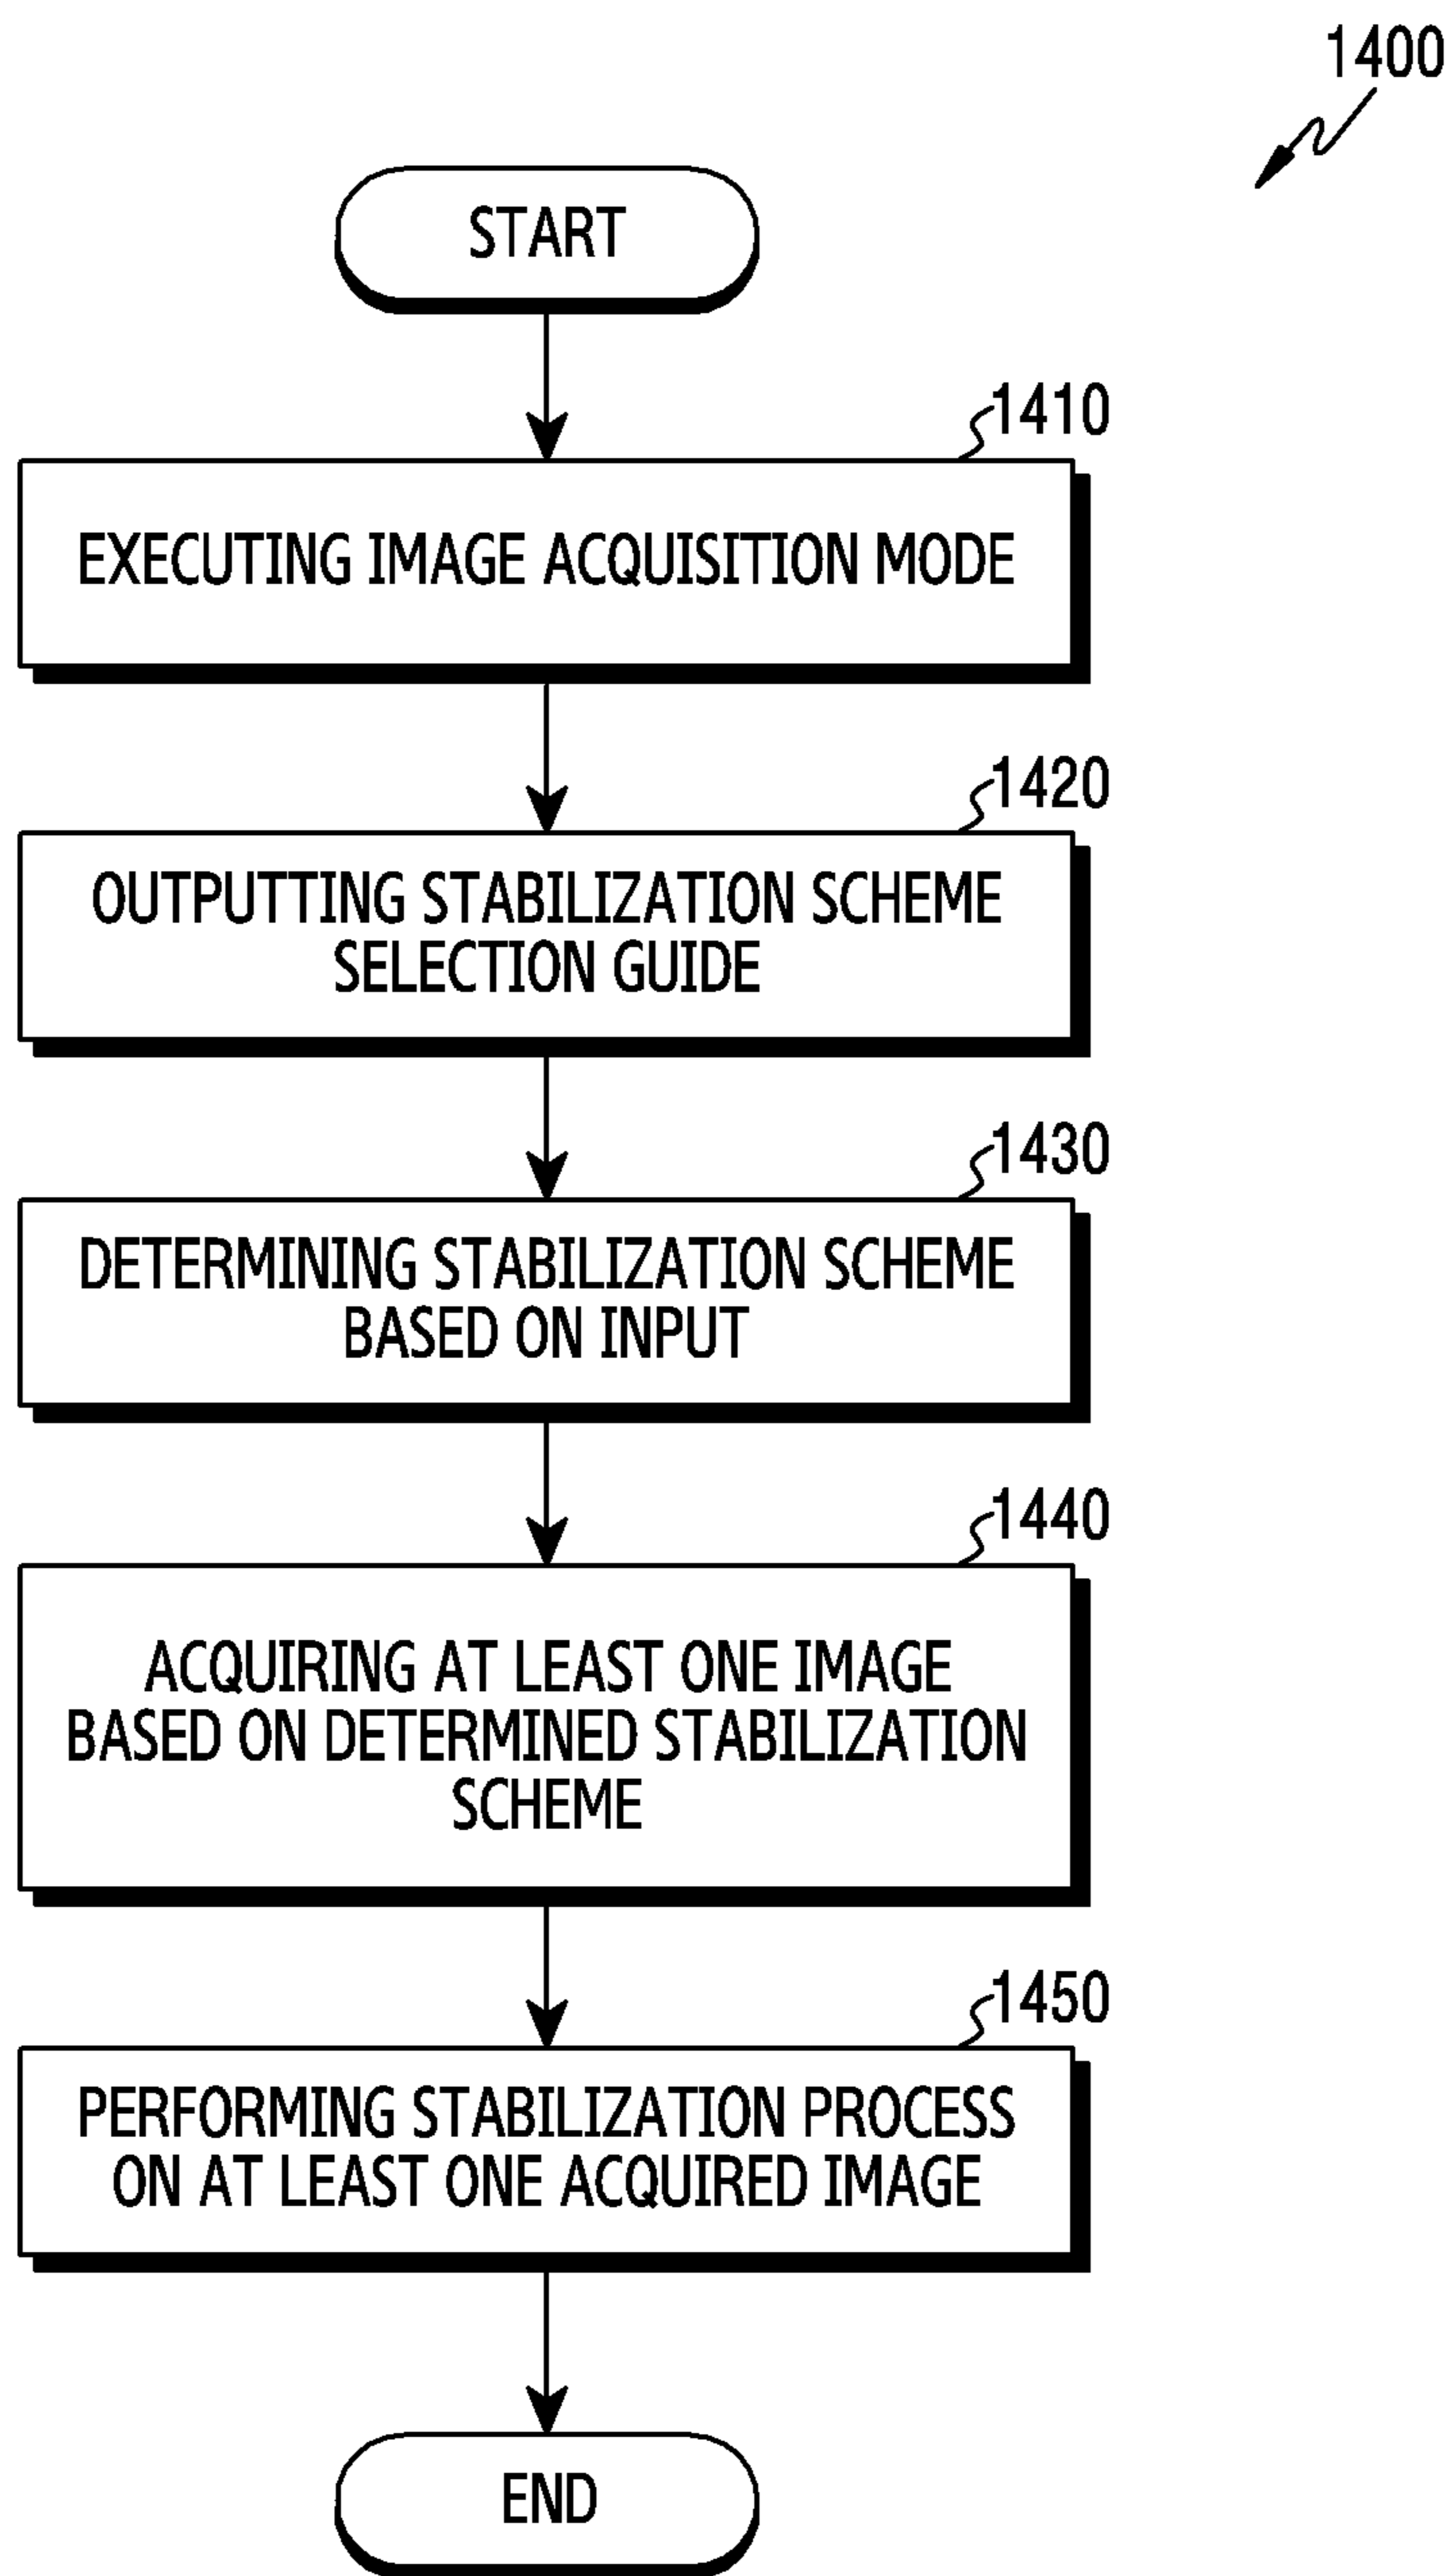 1400
START
1410
EXECUTING IMAGE ACQUISITION MODE
1420
OUTPUTTING STABILIZATION SCHEME
SELECTION GUIDE
1430
DETERMINING STABILIZATION SCHEME
BASED ON INPUT
1440
ACQUIRING AT LEAST ONE IMAGE
BASED ON DETERMINED STABILIZATION
SCHEME
1450
PERFORMING STABILIZATION PROCESS
ON AT LEAST ONE ACQUIRED IMAGE
END